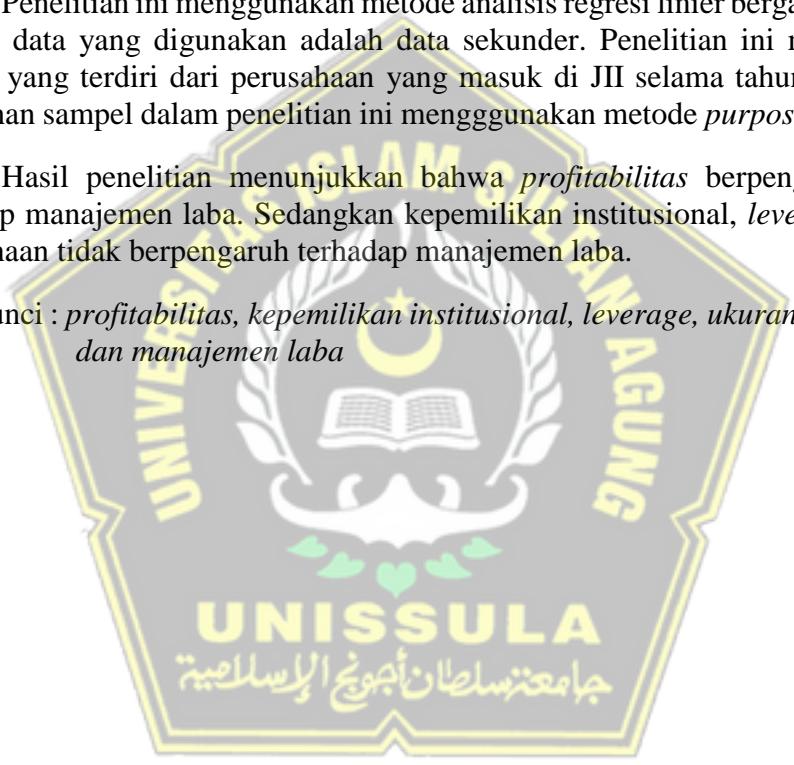 Penelitian ini menggunakan metode analisis regresi linier berga
data yang digunakan adalah data sekunder. Penelitian ini
yang terdiri dari perusahaan yang masuk di JII selama tahun
nan sampel dalam penelitian ini mengggunakan metode purpos
Hasil penelitian menunjukkan bahwa profitabilitas berpeng
p manajemen laba. Sedangkan kepemilikan institusional, leve
naan tidak berpengaruh terhadap manajemen laba.
unci : profitabilitas, kepemilikan institusional, leverage, ukuran
dan manajemen laba
UNIVERSITAS ISLAM SULTAN AGUNG
UNISSULA
جامعة سلطان أجونج الإسلامية